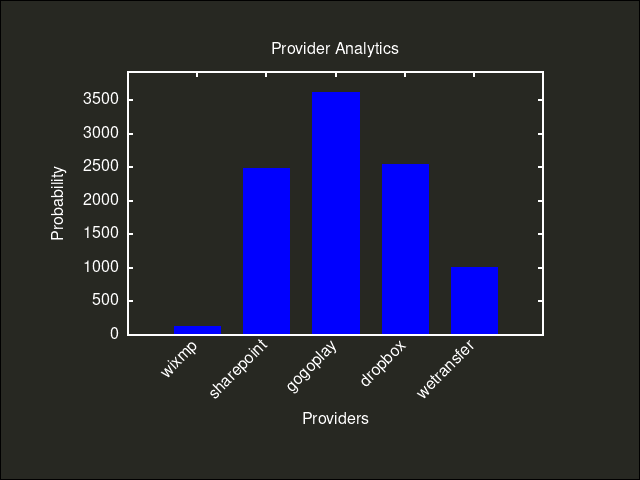 Provider Analytics
Probability
3500
3000
2500
2000
1500
1000
500
0
wixmp
sharepoint
gogoplay
dropbox
wetransfer
Providers